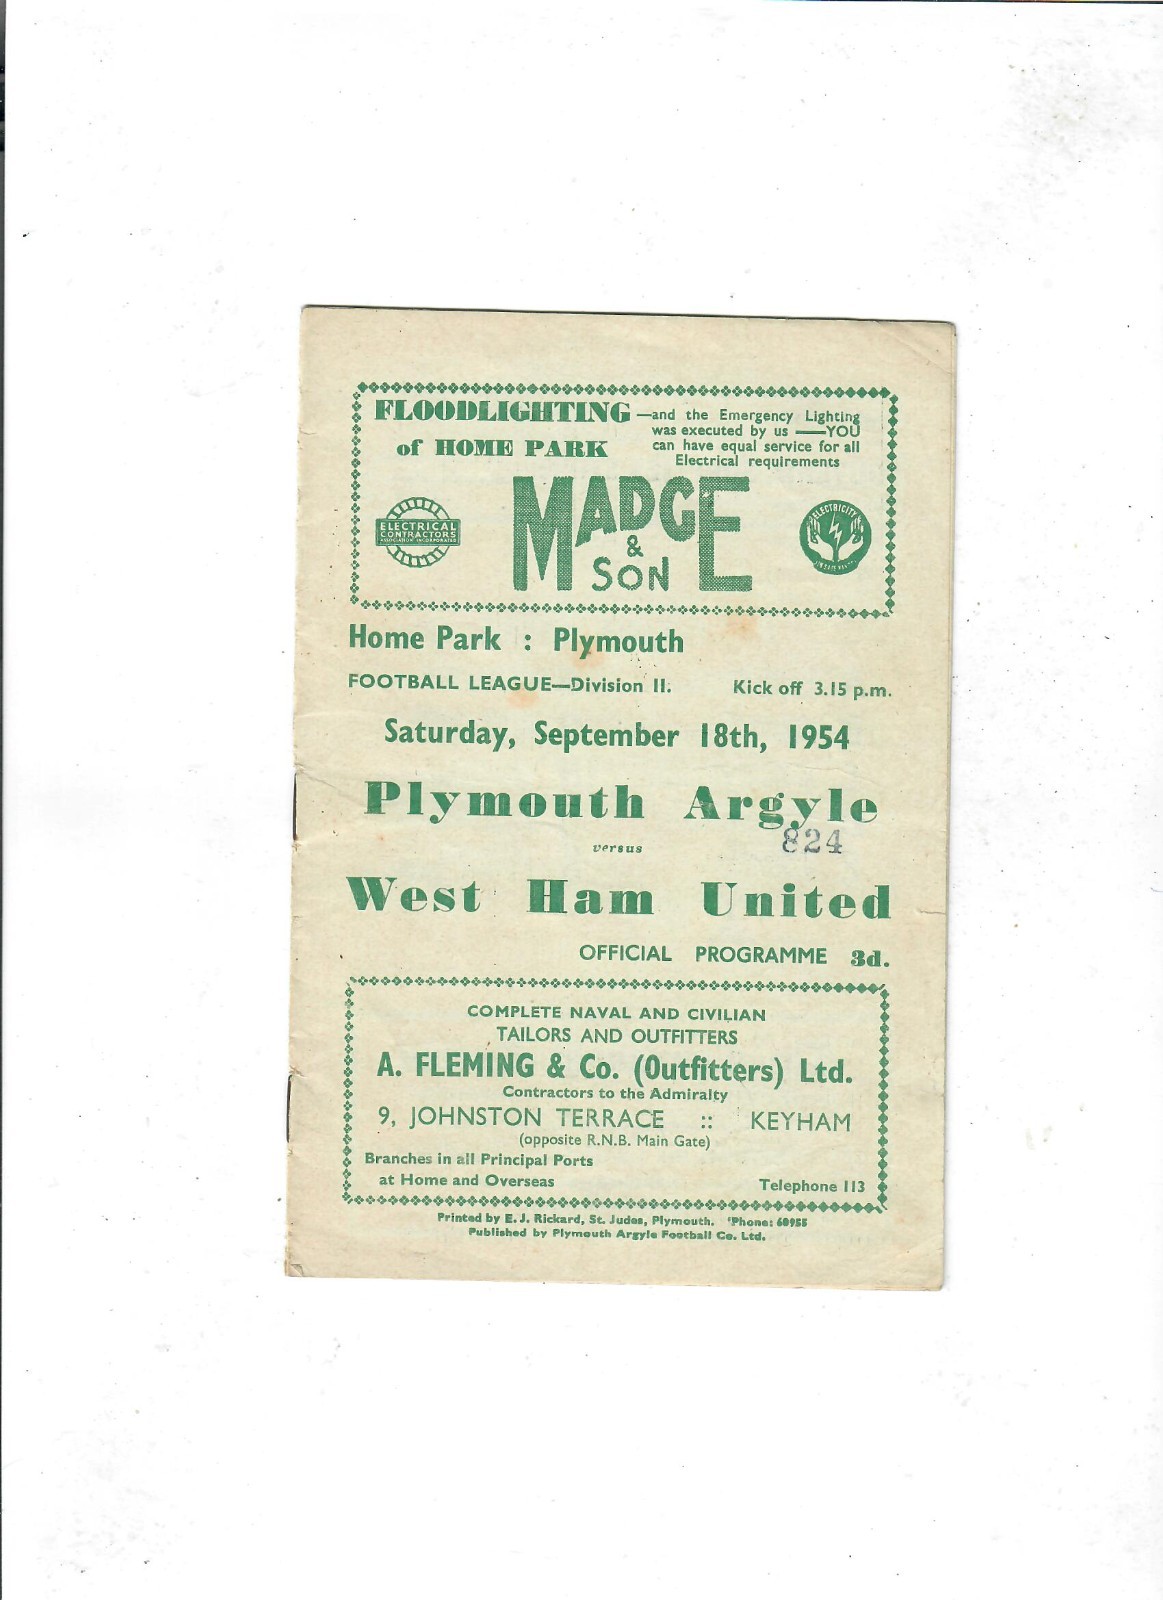 FLOODLIGHTING —and the Emergency Lighting
was executed by us —YOU
of HOME PARK can have equal service for all
Electrical requirements
MADGE
&
SON
ELECTRICAL
CONTRACTORS
ASSOCIATION INCORPORATED
ELECTRICITY
Home Park : Plymouth
FOOTBALL LEAGUE—Division II. Kick off 3.15 p.m.
Saturday, September 18th, 1954
Plymouth Argyle
824
versus
West Ham United
OFFICIAL PROGRAMME 3d.
COMPLETE NAVAL AND CIVILIAN
TAILORS AND OUTFITTERS
A. FLEMING & Co. (Outfitters) Ltd.
Contractors to the Admiralty
9, JOHNSTON TERRACE :: KEYHAM
(opposite R.N.B. Main Gate)
Branches in all Principal Ports
at Home and Overseas Telephone 113
Printed by E. J. Rickard, St. Judes, Plymouth. 'Phone: 60955
Published by Plymouth Argyle Football Co. Ltd.